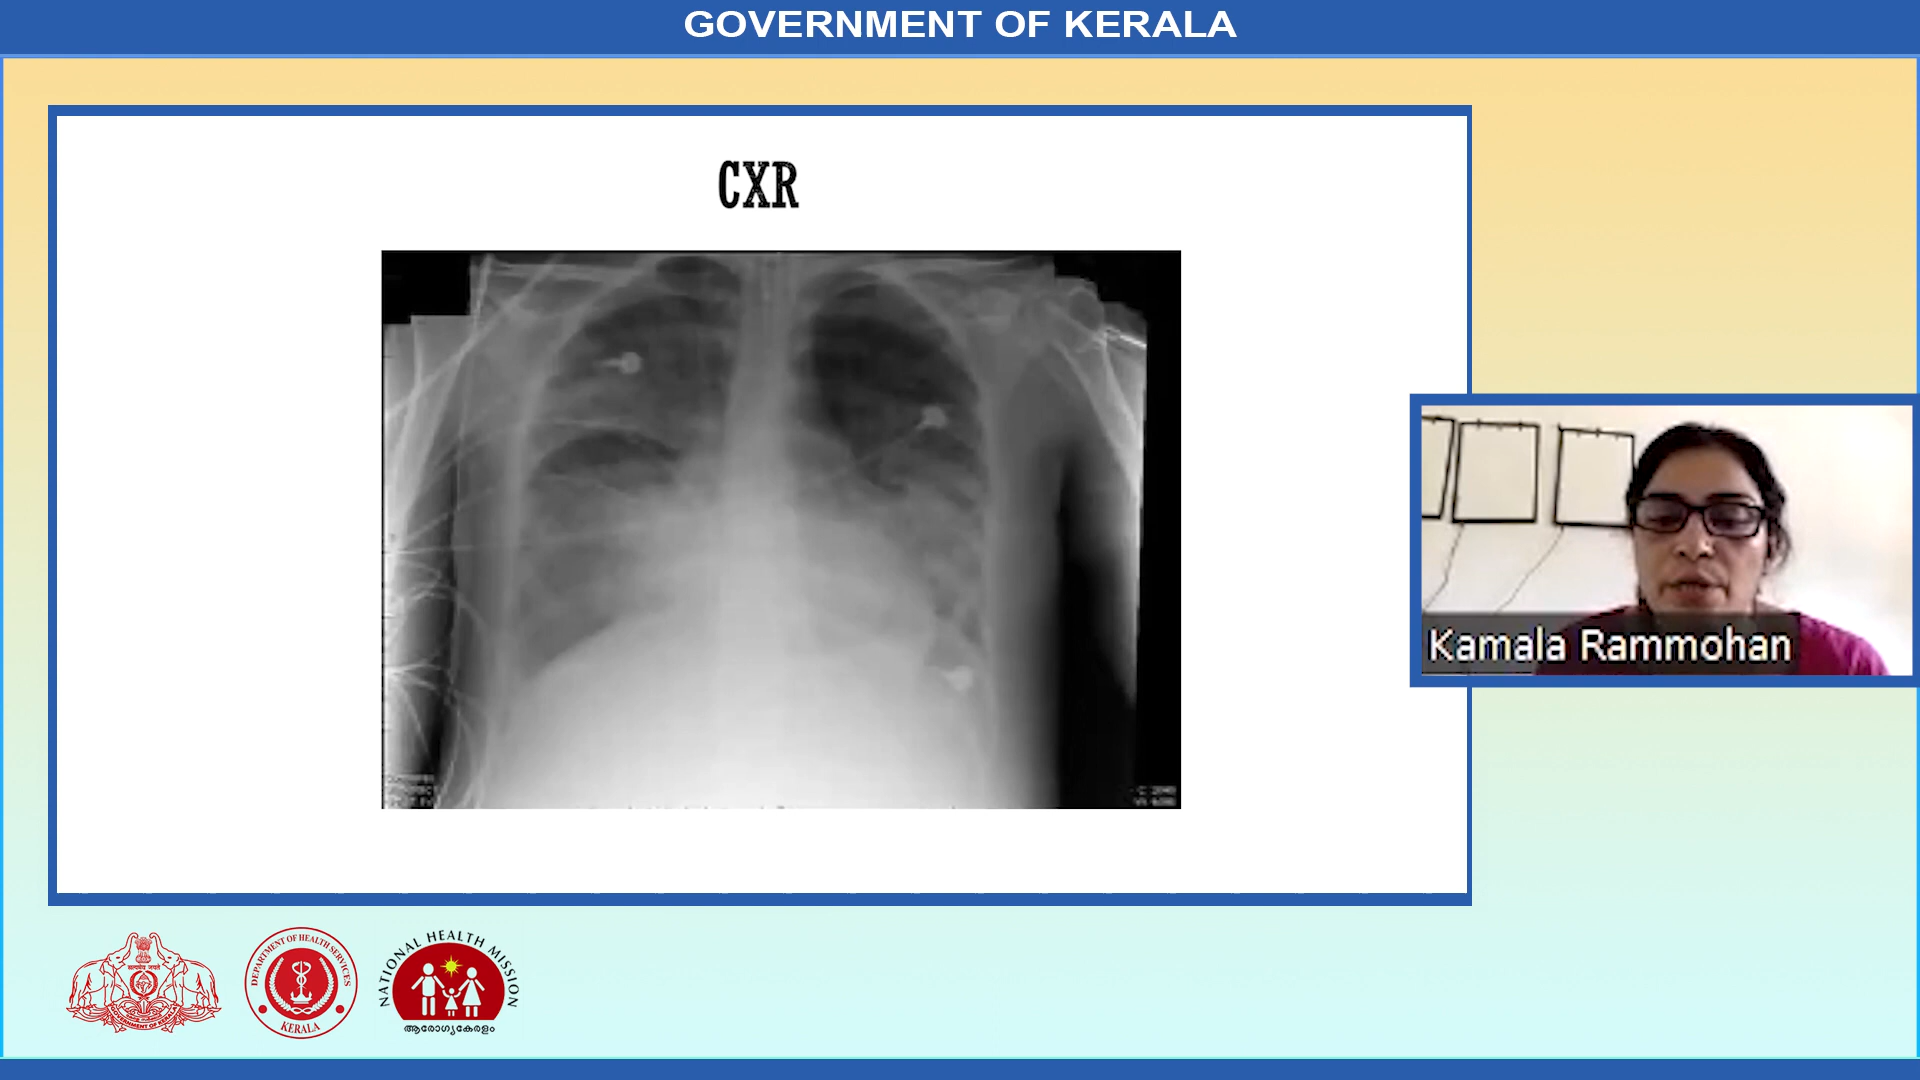 GOVERNMENT OF KERALA
CXR
Kamala Rammohan
DEPARTMENT OF HEALTH SERVICES
KERALA
NATIONAL HEALTH MISSION
ആരോഗ്യകേരളം